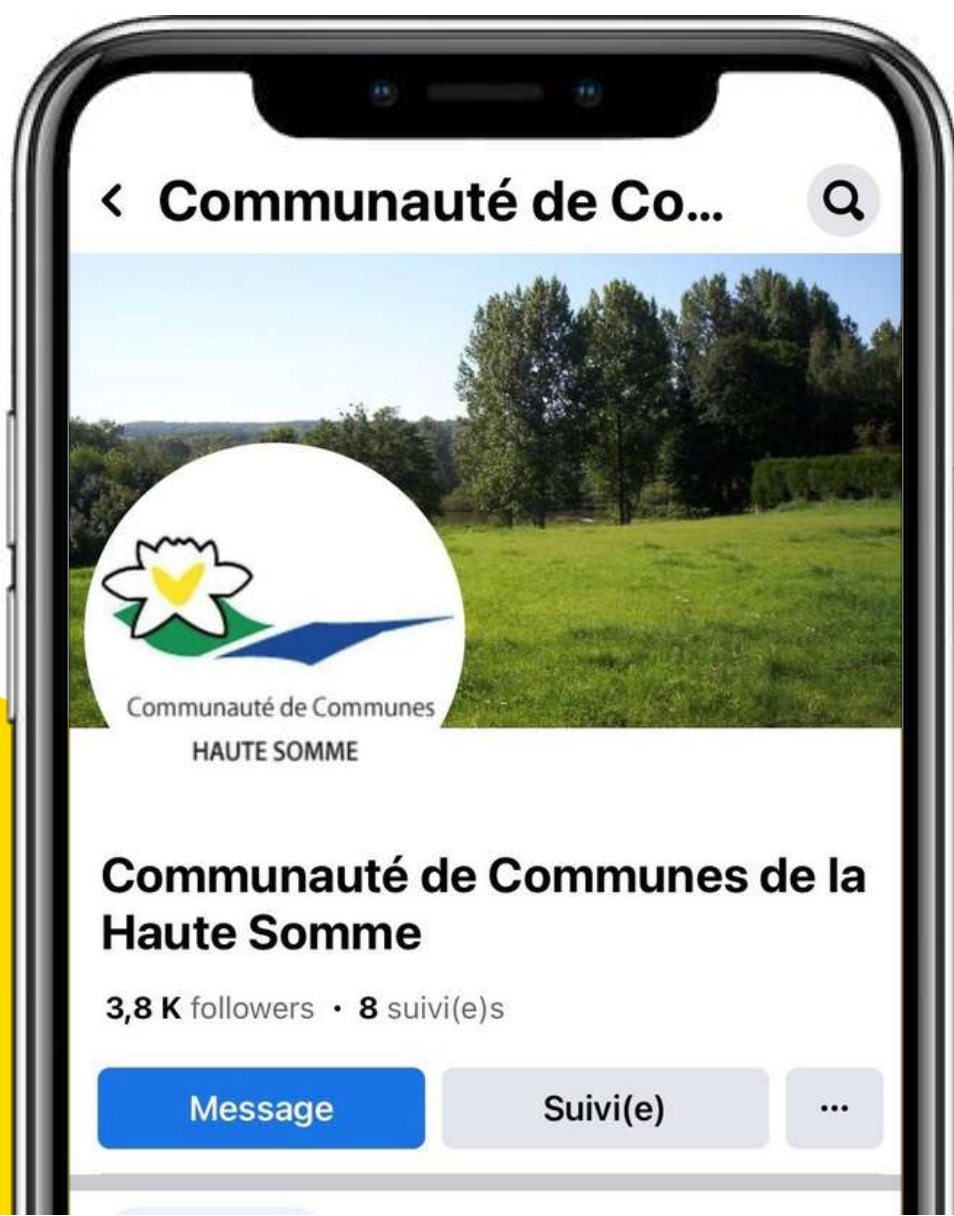 Communauté de Co...
Communauté de Communes
HAUTE SOMME
Communauté de Communes de la
Haute Somme
3,8 K followers • 8 suivi(e)s
Message
Suivi(e)
...